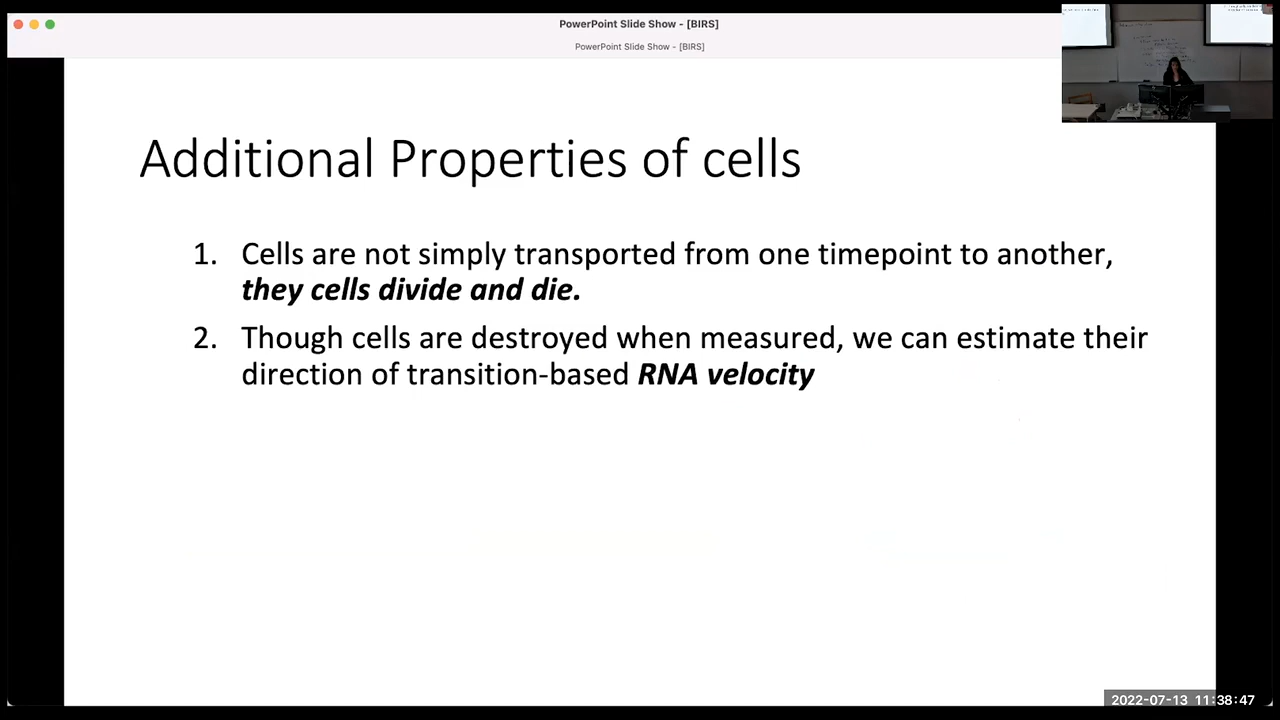 PowerPoint Slide Show - [BIRS]
PowerPoint Slide Show - [BIRS]
Additional Properties of cells
1. Cells are not simply transported from one timepoint to another,
they cells divide and die.
2. Though cells are destroyed when measured, we can estimate their
direction of transition-based RNA velocity
2022-07-13 11:38:47